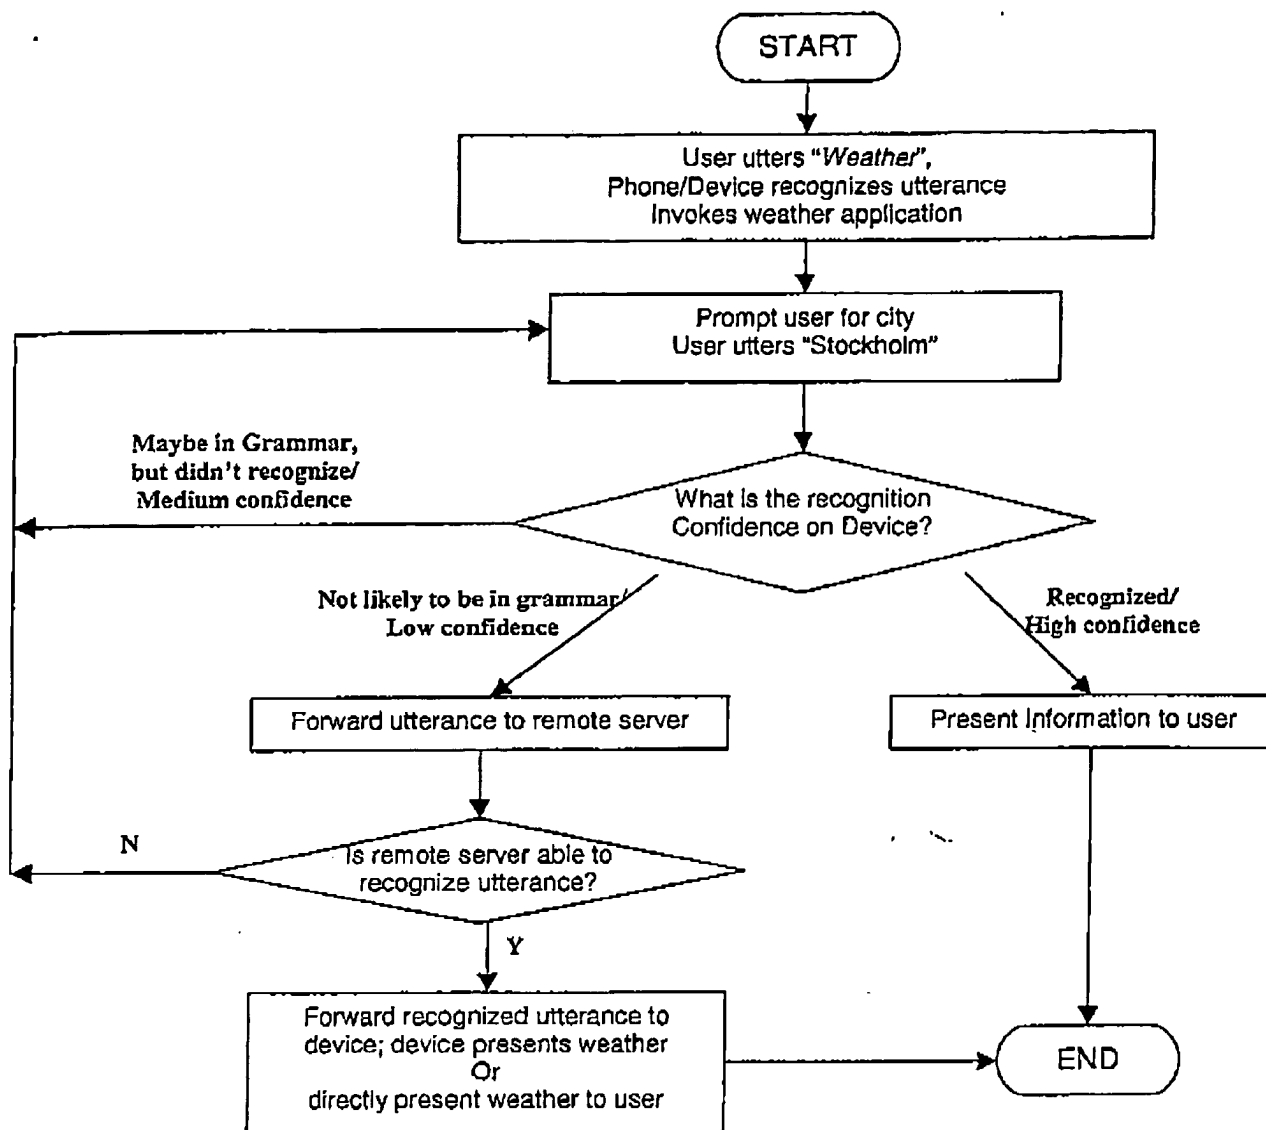 START
User utters "Weather",
Phone/Device recognizes utterance
Invokes weather application
Prompt user for city
User utters "Stockholm"
Maybe in Grammar,
but didn't recognize/
Medium confidence
What is the recognition
Confidence on Device?
Not likely to be in grammar/
Low confidence
Recognized/
High confidence
Forward utterance to remote server
Present Information to user
N
Is remote server able to
recognize utterance?
Y
Forward recognized utterance to
device; device presents weather
Or
directly present weather to user
END